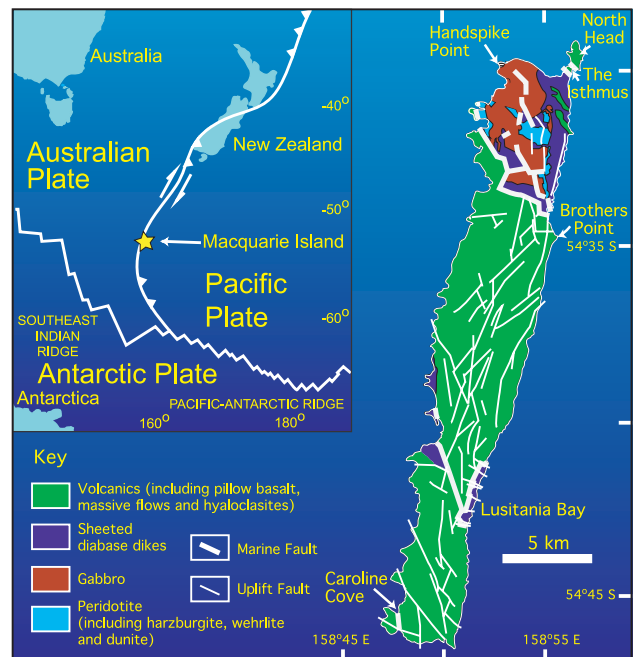 Australia
-40°
New Zealand
Australian
Plate
-50°
Macquarie Island
Pacific
Plate
-60°
SOUTHEAST
INDIAN
RIDGE
Antarctic Plate
Antarctica
PACIFIC-ANTARCTIC RIDGE
160°
180°
Handspike
Point
North
Head
The
Isthmus
Brothers
Point
54°35 S
Lusitania Bay
5 km
Caroline
Cove
54°45 S
158°45 E
158°55 E
Key
Volcanics (including pillow basalt,
massive flows and hyaloclasites)
Sheeted
diabase dikes
Marine Fault
Gabbro
Uplift Fault
Peridotite
(including harzburgite, wehrlite
and dunite)